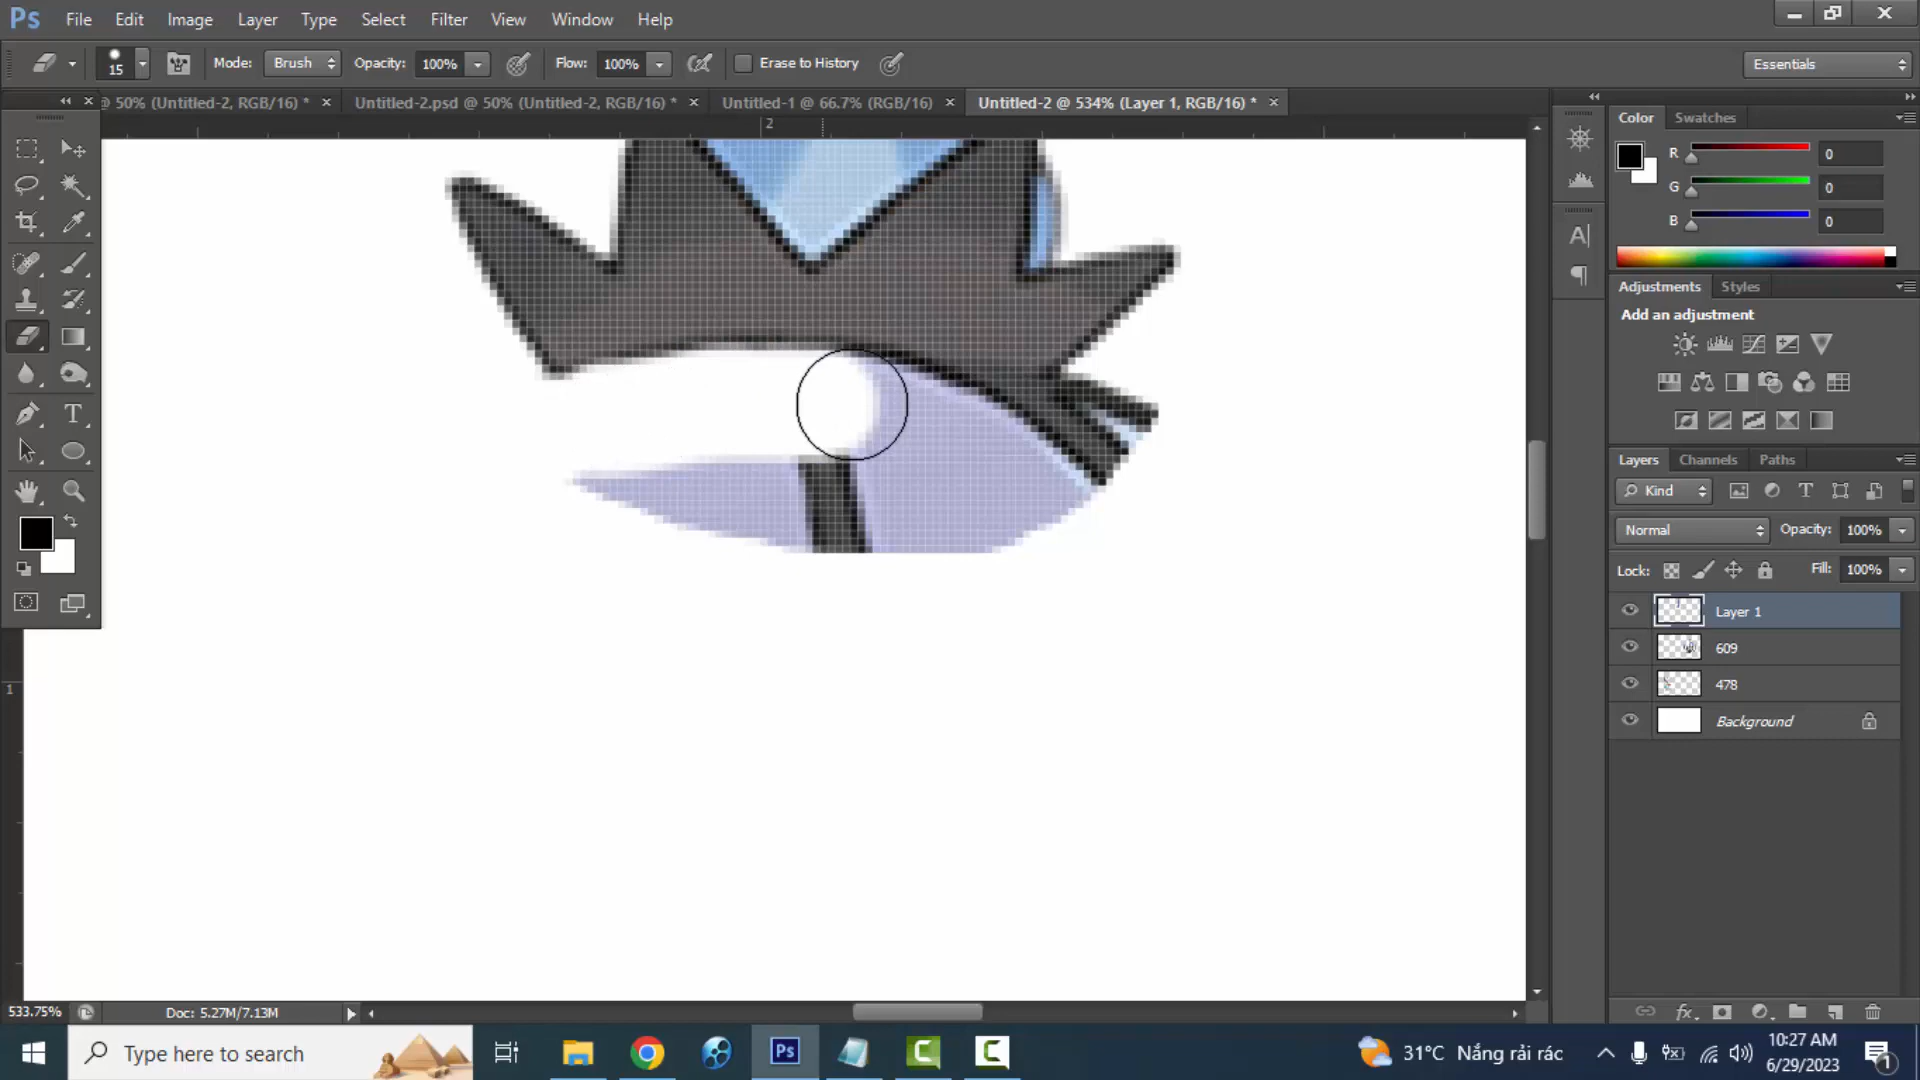 Ps File Edit Image Layer Type Select Filter View Window Help
15 Mode: Brush Opacity: 100% Flow: 100% Erase to History Essentials
@ 50% (Untitled-2, RGB/16) * × Untitled-2.psd @ 50% (Untitled-2, RGB/16) * × Untitled-1 @ 66.7% (RGB/16) × Untitled-2 @ 534% (Layer 1, RGB/16) * ×
2
1
Color Swatches
R 0
G 0
B 0
Adjustments Styles
Add an adjustment
Layers Channels Paths
Kind
Normal Opacity: 100%
Lock: Fill: 100%
Layer 1
609
478
Background
533.75% Doc: 5.27M/7.13M
Type here to search
31°C Nắng rải rác
10:27 AM
6/29/2023
1